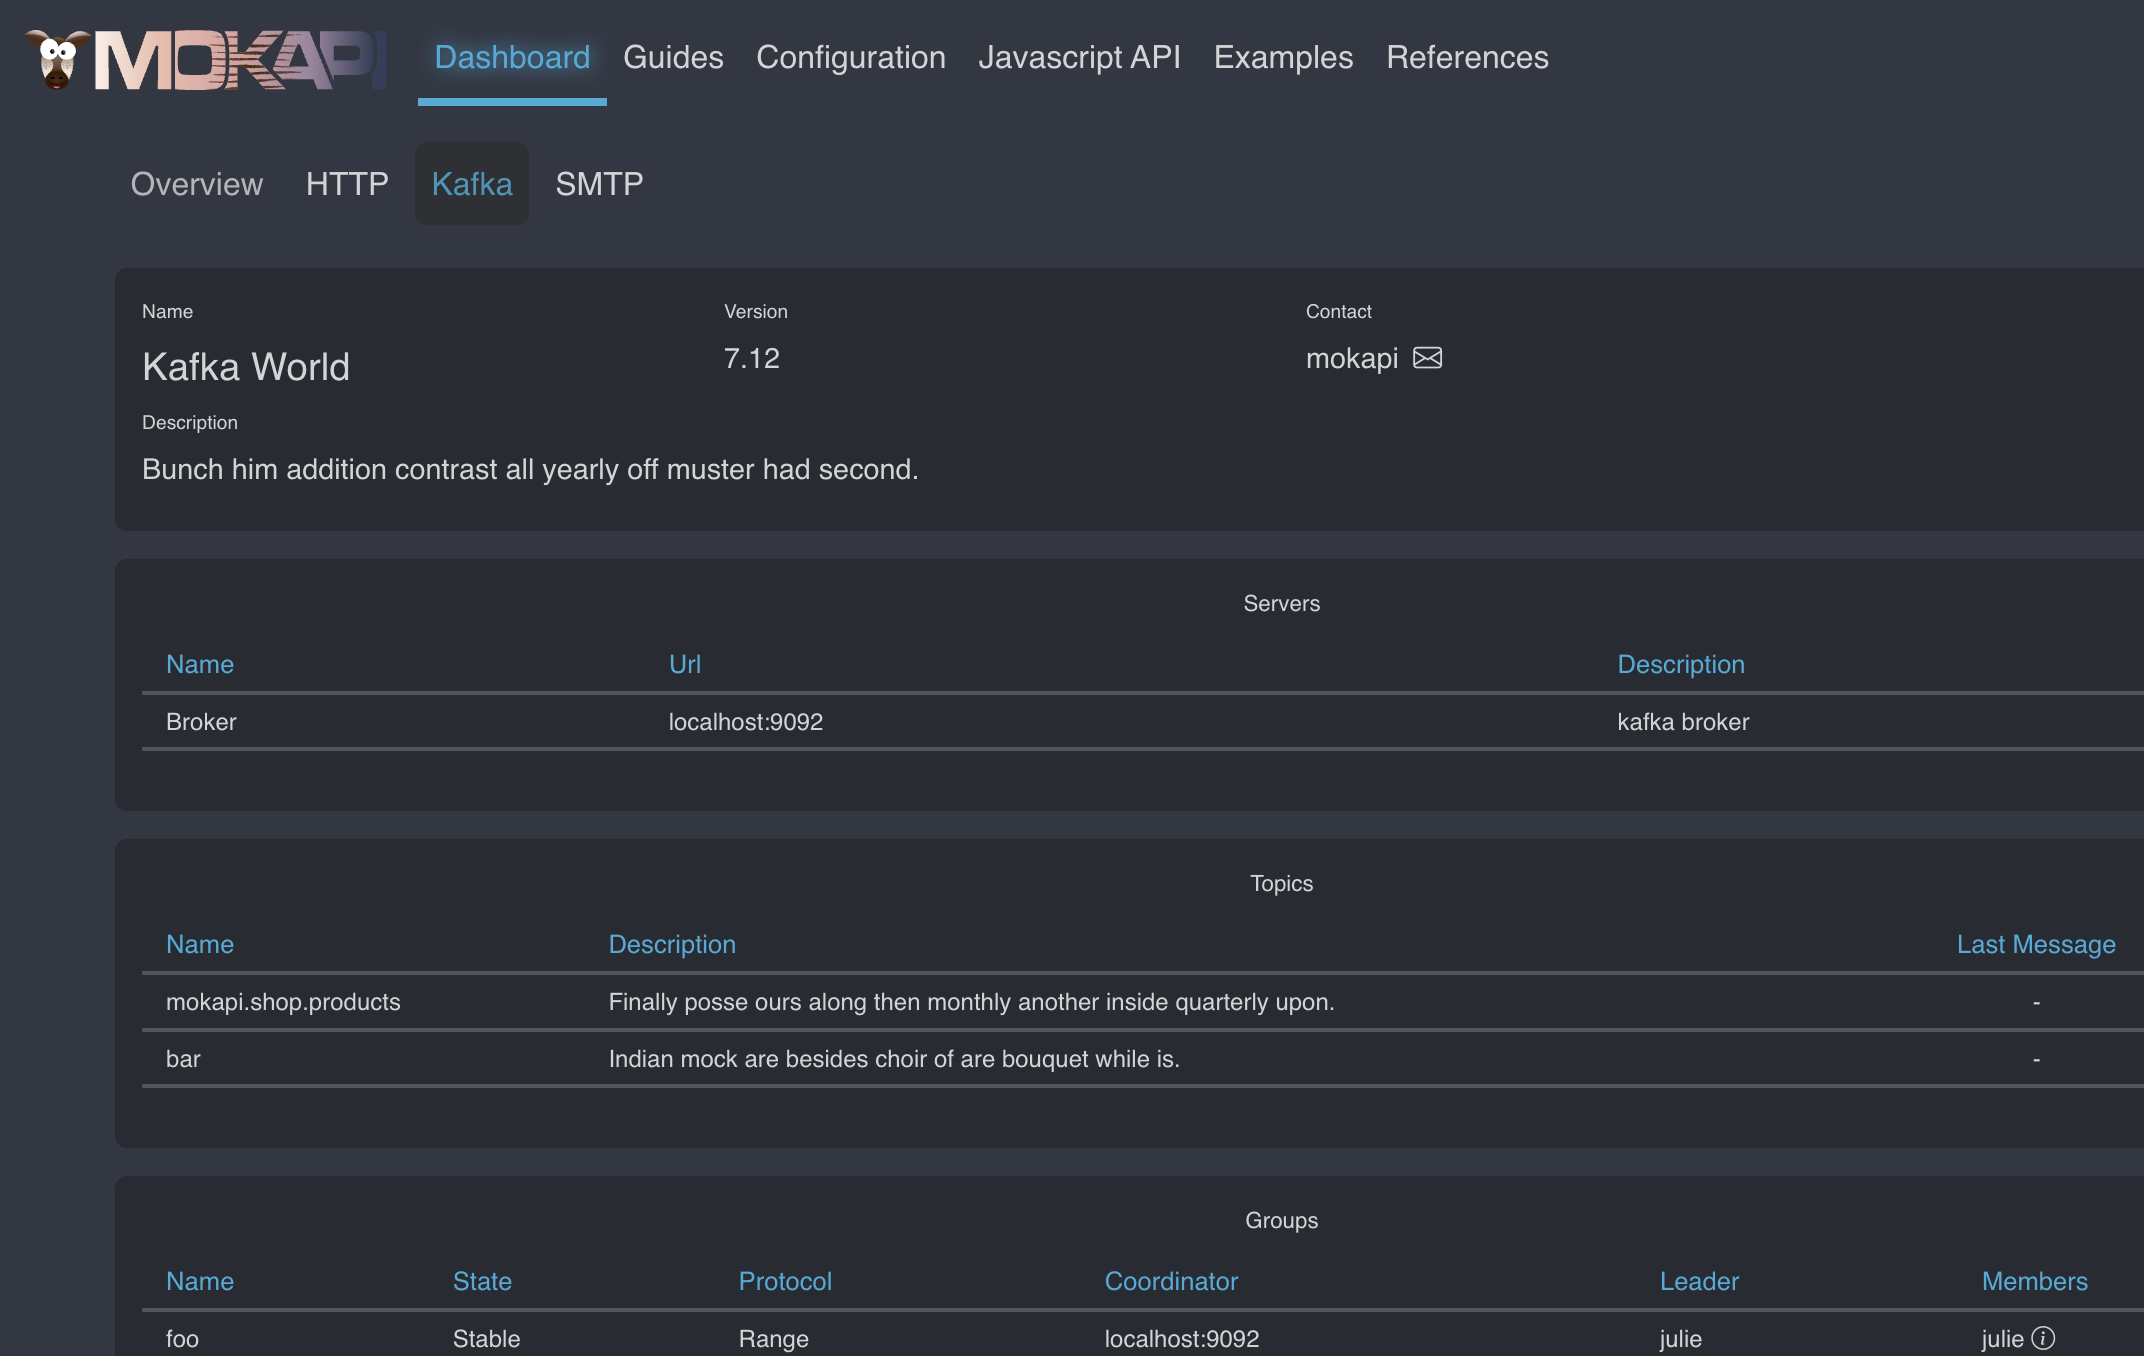 MOKAPI Dashboard Guides Configuration Javascript API Examples References
Overview HTTP Kafka SMTP
Name Version Contact
Kafka World 7.12 mokapi
Description
Bunch him addition contrast all yearly off muster had second.
Servers
Name Url Description
Broker localhost:9092 kafka broker
Topics
Name Description Last Message
mokapi.shop.products Finally posse ours along then monthly another inside quarterly upon. -
bar Indian mock are besides choir of are bouquet while is. -
Groups
Name State Protocol Coordinator Leader Members
foo Stable Range localhost:9092 julie julie